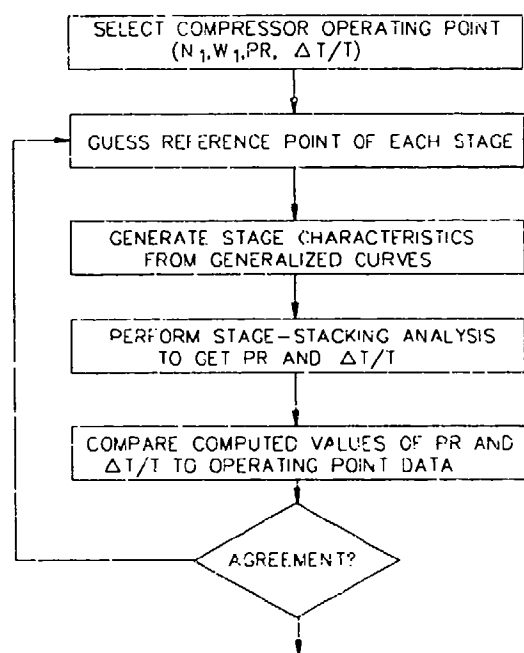 SELECT COMPRESSOR OPERATING POINT
(N1,W1,PR, ΔT/T)
GUESS REFERENCE POINT OF EACH STAGE
GENERATE STAGE CHARACTERISTICS
FROM GENERALIZED CURVES
PERFORM STAGE-STACKING ANALYSIS
TO GET PR AND ΔT/T
COMPARE COMPUTED VALUES OF PR AND
ΔT/T TO OPERATING POINT DATA
AGREEMENT?